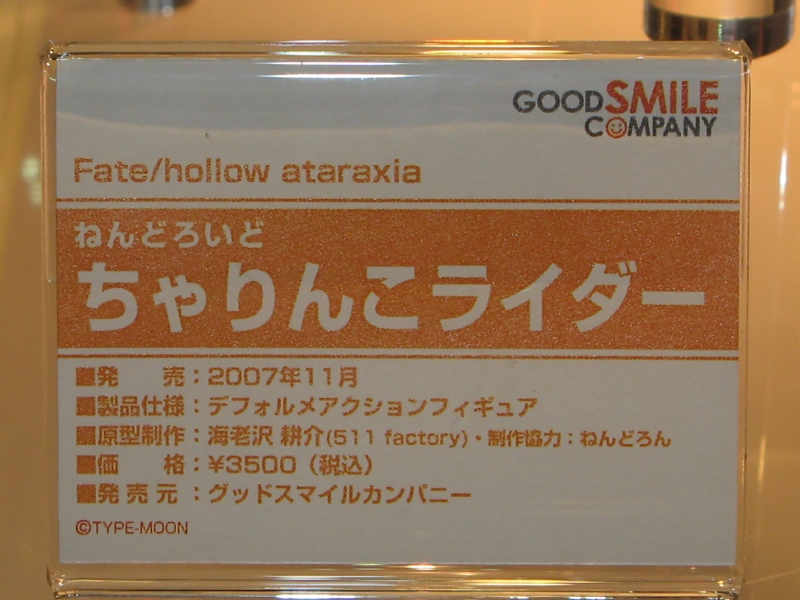 GOODSMILE
COMPANY
Fate/hollow ataraxia
ねんどろいど
ちゃりんこライダー
■発　　売：2007年11月
■製品仕様：デフォルメアクションフィギュア
■原型制作：海老沢 耕介(511 factory)・制作協力：ねんどろん
■価　　格：¥3500（税込）
■発 売 元：グッドスマイルカンパニー
©TYPE-MOON